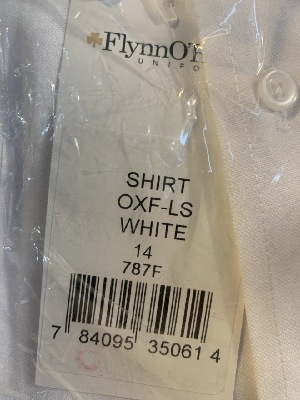 FlynnO'H
UNIFO
SHIRT
OXF-LS
WHITE
14
787F
7 84095 35061 4